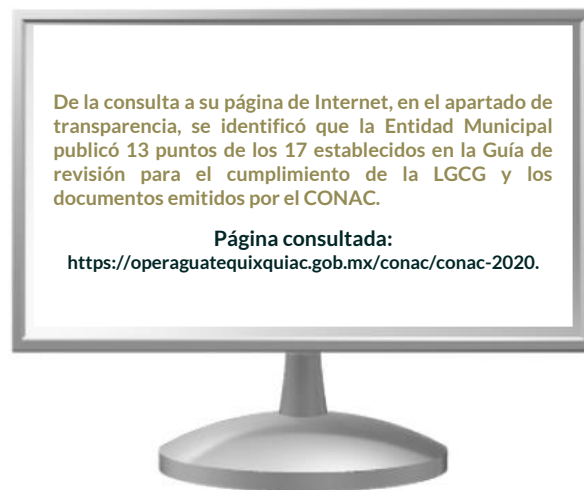 De la consulta a su página de Internet, en el apartado de
transparencia, se identificó que la Entidad Municipal
publicó 13 puntos de los 17 establecidos en la Guía de
revisión para el cumplimiento de la LGCG y los
documentos emitidos por el CONAC.
Página consultada:
https://operaguatequixquiac.gob.mx/conac/conac-2020.